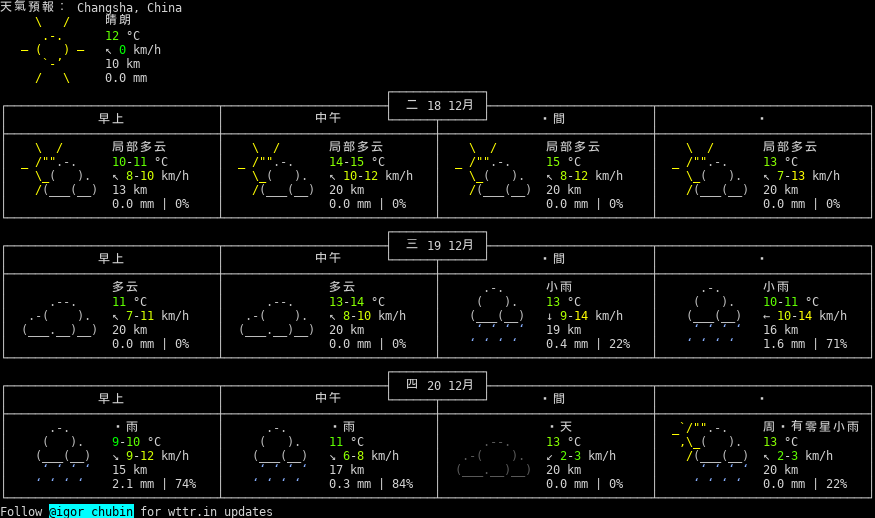 天氣預報： Changsha, China
晴朗
12 °C
↖ 0 km/h
10 km
0.0 mm
二 18 12月
早上 中午 ・間 ・
局部多云 局部多云 局部多云 局部多云
10-11 °C 14-15 °C 15 °C 13 °C
↖ 8-10 km/h ↖ 10-12 km/h ↖ 8-12 km/h ↖ 7-13 km/h
13 km 20 km 20 km 20 km
0.0 mm | 0% 0.0 mm | 0% 0.0 mm | 0% 0.0 mm | 0%
三 19 12月
早上 中午 ・間 ・
多云 多云 小雨 小雨
11 °C 13-14 °C 13 °C 10-11 °C
↖ 7-11 km/h ↖ 8-10 km/h ↓ 9-14 km/h ← 10-14 km/h
20 km 20 km 19 km 16 km
0.0 mm | 0% 0.0 mm | 0% 0.4 mm | 22% 1.6 mm | 71%
四 20 12月
早上 中午 ・間 ・
・雨 ・雨 ・天 周・有零星小雨
9-10 °C 11 °C 13 °C 13 °C
↘ 9-12 km/h ↘ 6-8 km/h ↙ 2-3 km/h ↖ 2-3 km/h
15 km 17 km 20 km 20 km
2.1 mm | 74% 0.3 mm | 84% 0.0 mm | 0% 0.0 mm | 22%
Follow @igor_chubin for wttr.in updates